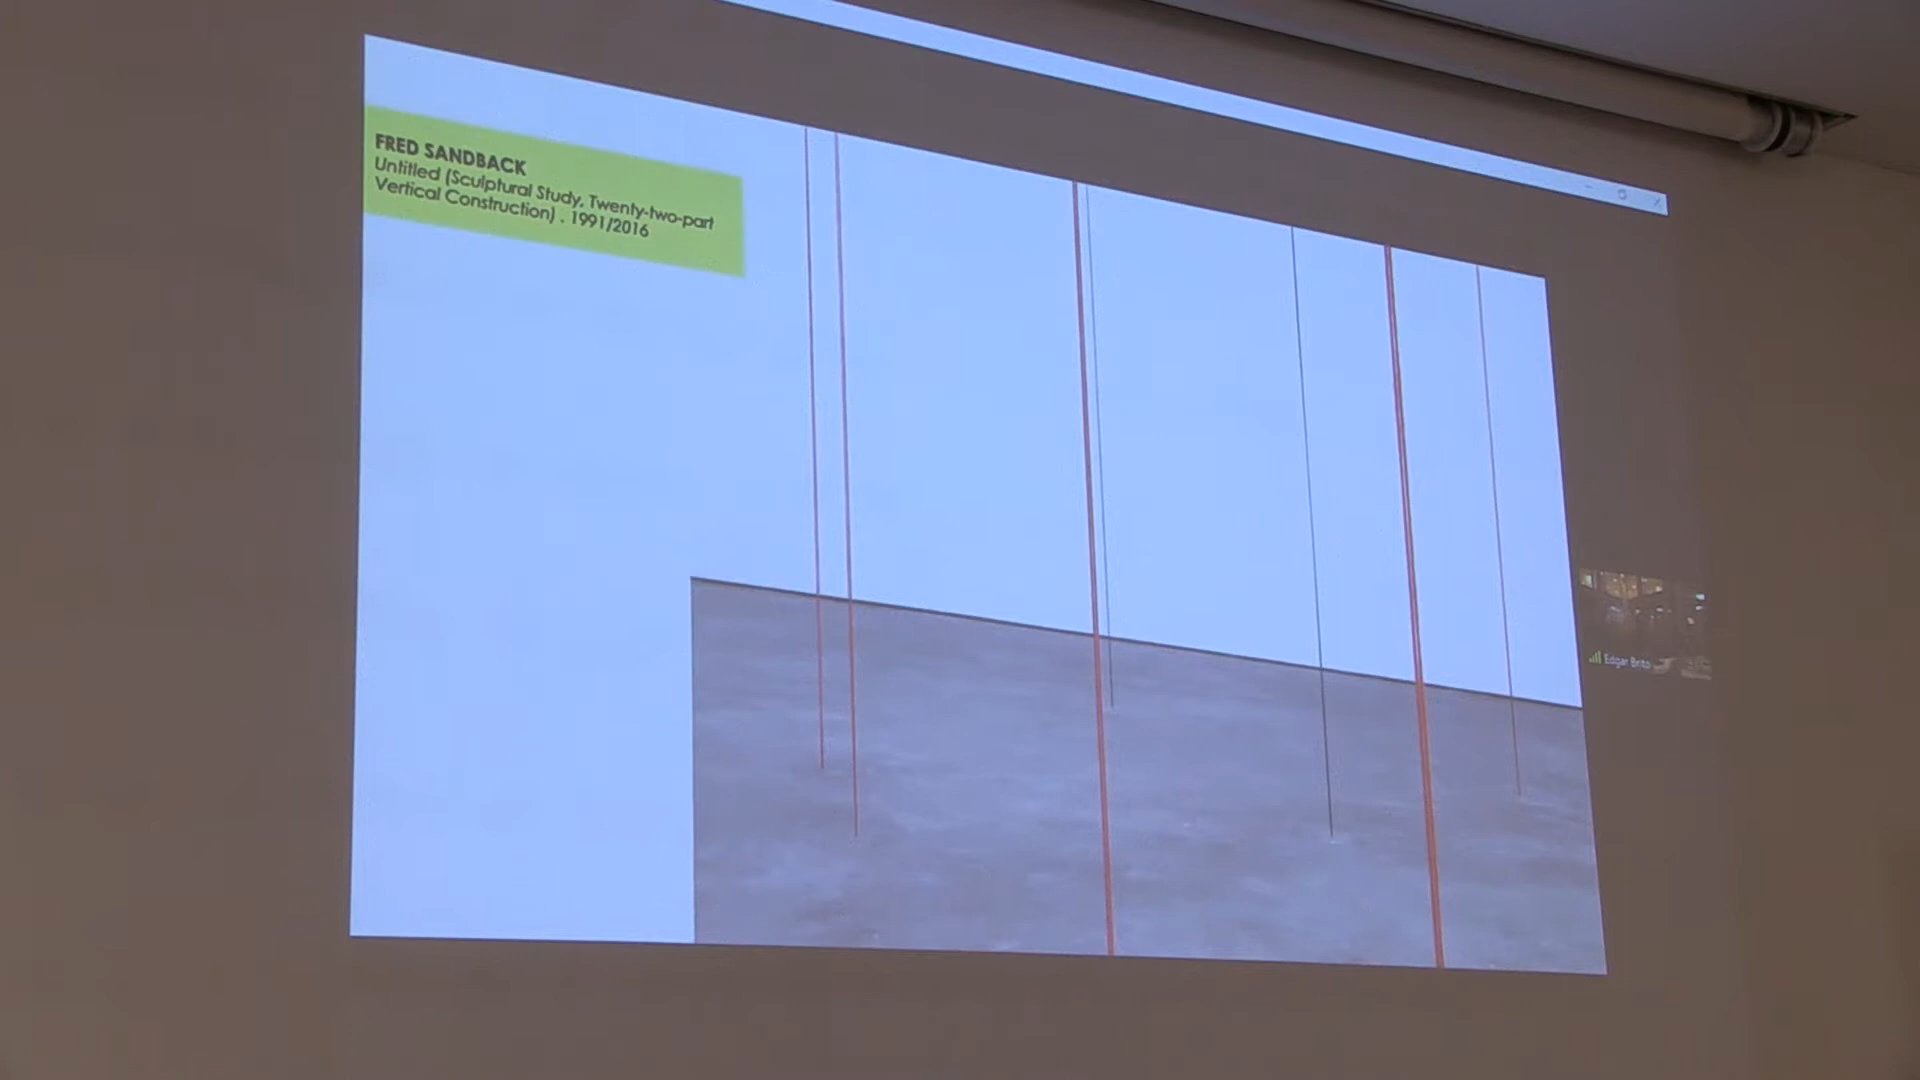 FRED SANDBACK
Untitled (Sculptural Study, Twenty-two-part
Vertical Construction) . 1991/2016
Edgar Brito